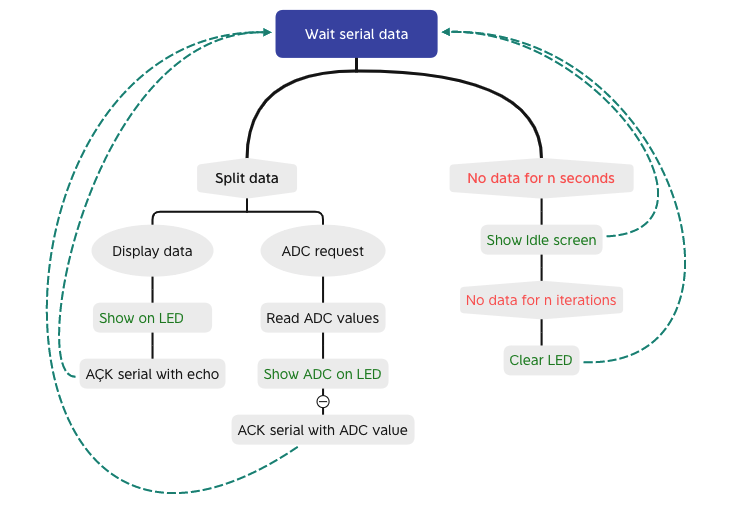 Wait serial data
Split data
No data for n seconds
Display data
ADC request
Show Idle screen
No data for n iterations
Show on LED
Read ADC values
Clear LED
AÇK serial with echo
Show ADC on LED
ACK serial with ADC value